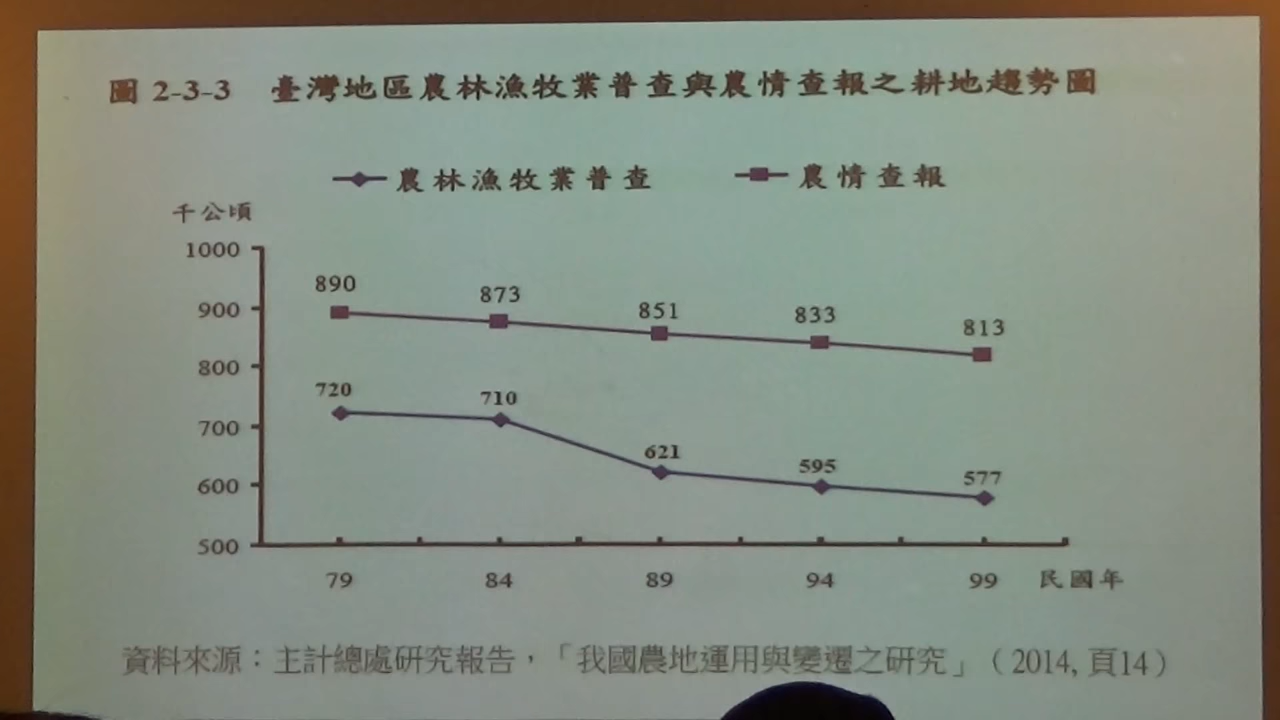 圖 2-3-3 臺灣地區農林漁牧業普查與農情查報之耕地趨勢圖
農林漁牧業普查 農情查報
千公頃
1000
900
800
700
600
500
890 873 851 833 813
720 710 621 595 577
79 84 89 94 99 民國年
資料來源：主計總處研究報告，「我國農地運用與變遷之研究」（2014, 頁14）